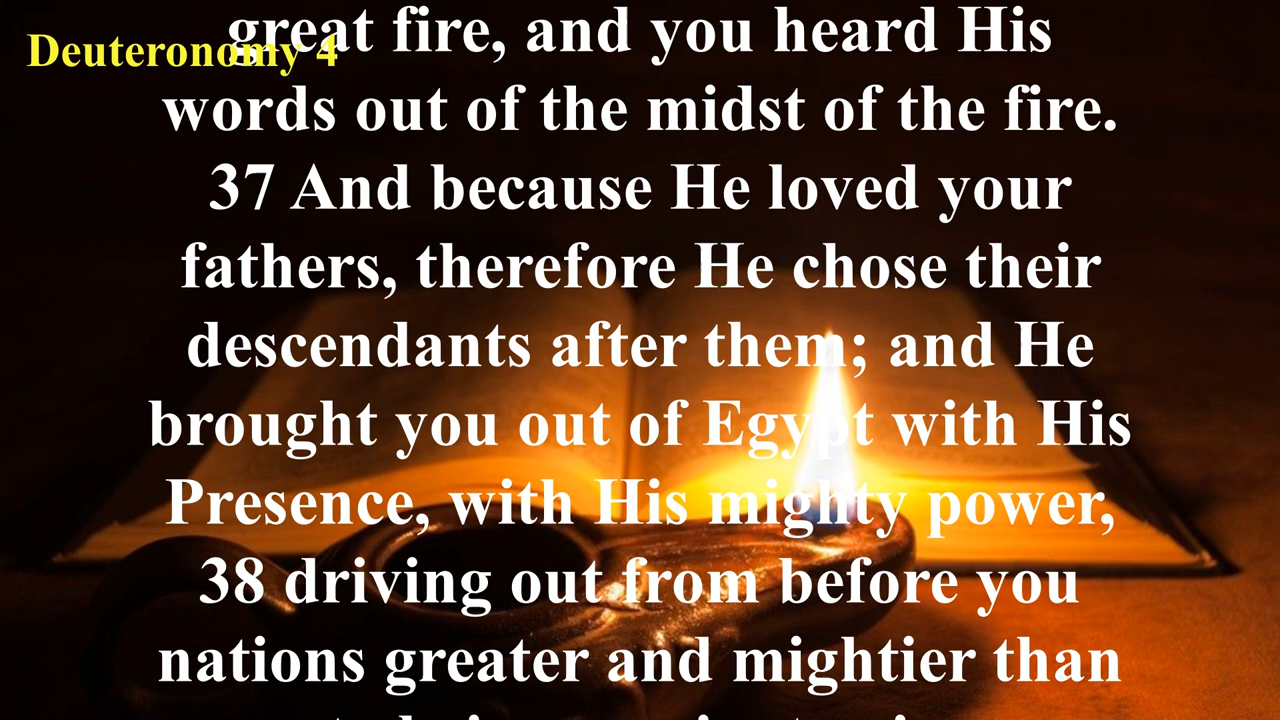 Deuteronomy 4
great fire, and you heard His
words out of the midst of the fire.
37 And because He loved your
fathers, therefore He chose their
descendants after them; and He
brought you out of Egypt with His
Presence, with His mighty power,
38 driving out from before you
nations greater and mightier than